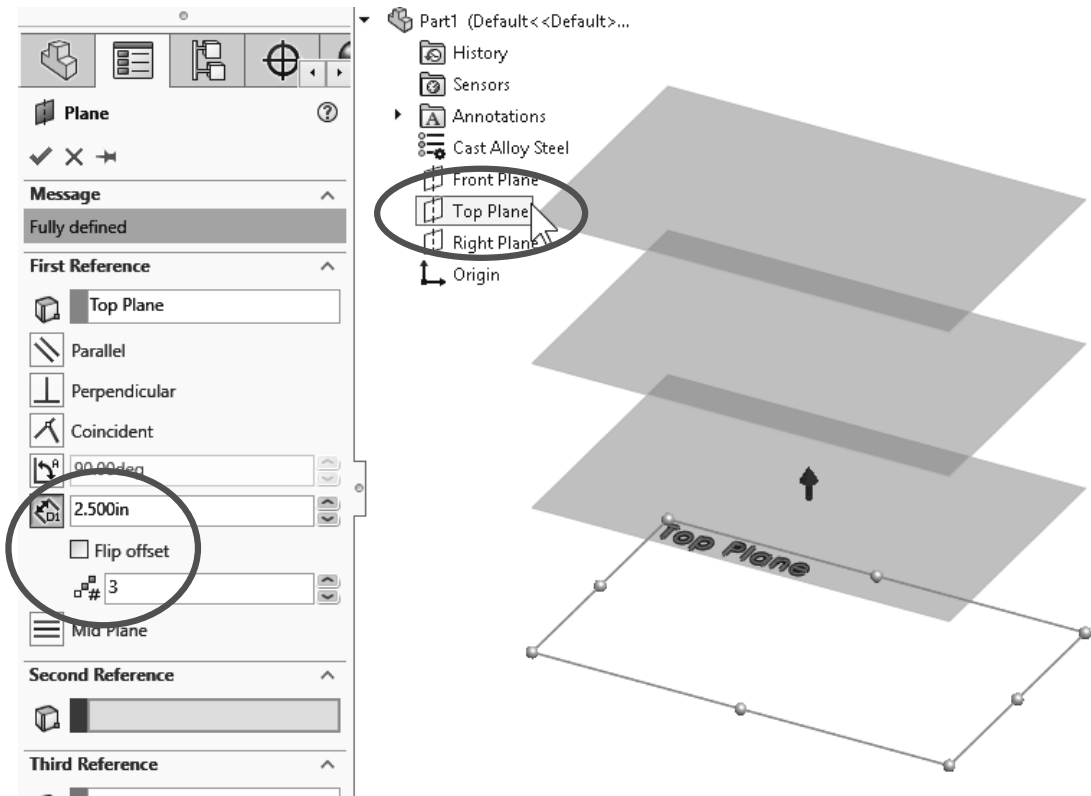 Part1 (Default<<Default>...
History
Sensors
A Annotations
Cast Alloy Steel
Front Plane
Top Plane
Right Plane
Origin
Plane
?
Message
Fully defined
First Reference
Top Plane
Parallel
Perpendicular
Coincident
A 90.00deg
D1 2.500in
Flip offset
# 3
Mid Plane
Second Reference
Third Reference
Top Plane